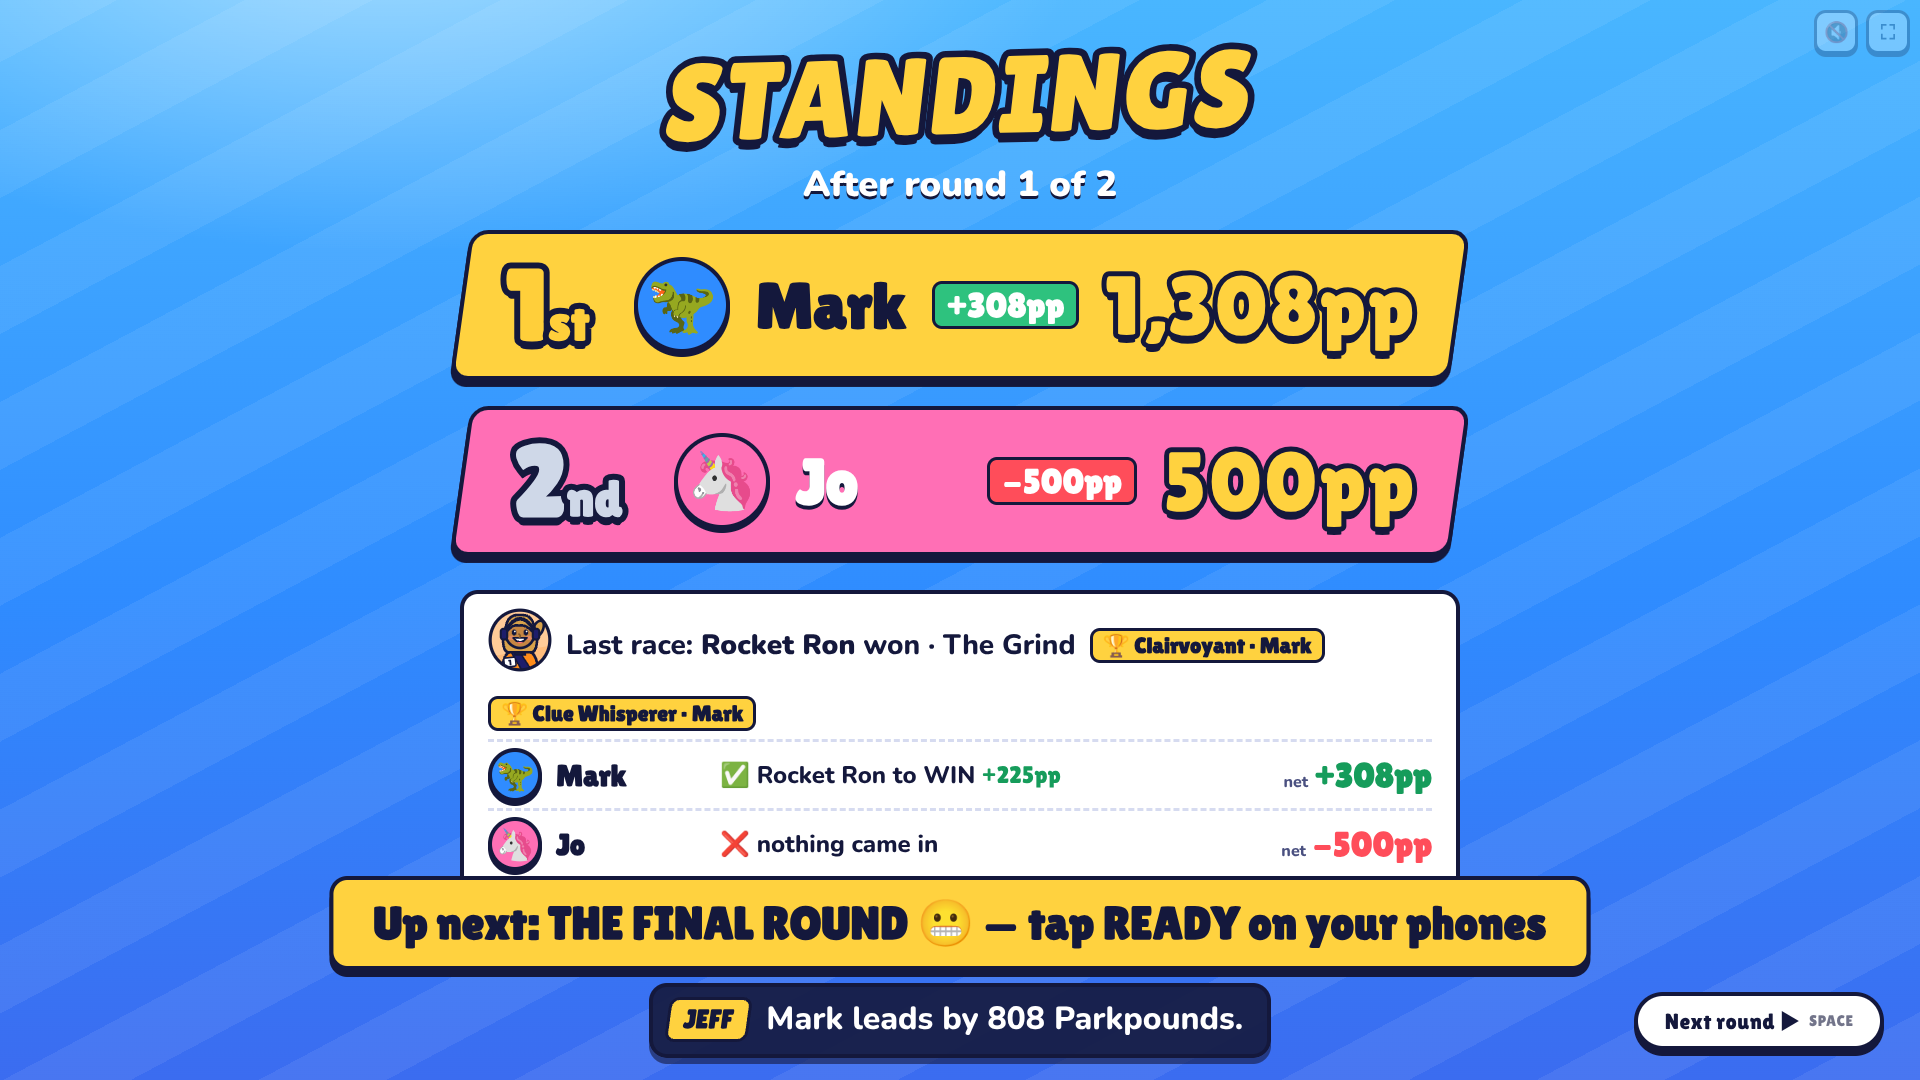 STANDINGS
After round 1 of 2
1st Mark +308pp 1,308pp
2nd Jo −500pp 500pp
Last race: Rocket Ron won · The Grind 🏆 Clairvoyant · Mark
🏆 Clue Whisperer · Mark
Mark ✅ Rocket Ron to WIN +225pp net +308pp
Jo ❌ nothing came in net −500pp
Up next: THE FINAL ROUND 😬 — tap READY on your phones
JEFF Mark leads by 808 Parkpounds.
Next round ▶ SPACE